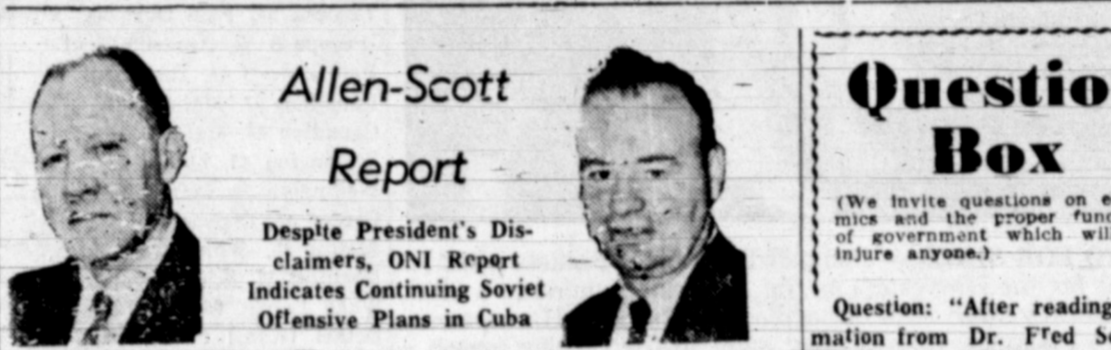 Allen-Scott
Report
Despite President's Dis-
claimers, ONI Report
Indicates Continuing Soviet
Offensive Plans in Cuba
Questio
Box
(We invite questions on e
mics and the proper func
of government which wil
injure anyone.)
Question: "After reading
mation from Dr. Fred S